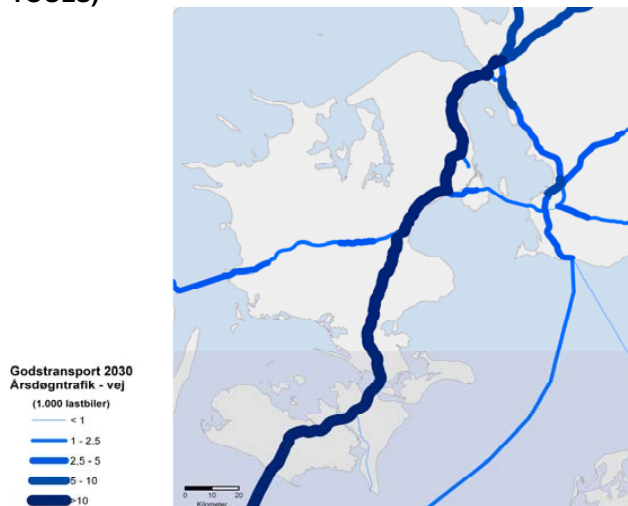 Godstransport 2030
Årsdøgntrafik - vej
(1.000 lastbiler)
< 1
1 - 2.5
2,5 - 5
5 - 10
>10
0 10 20
Kilometer